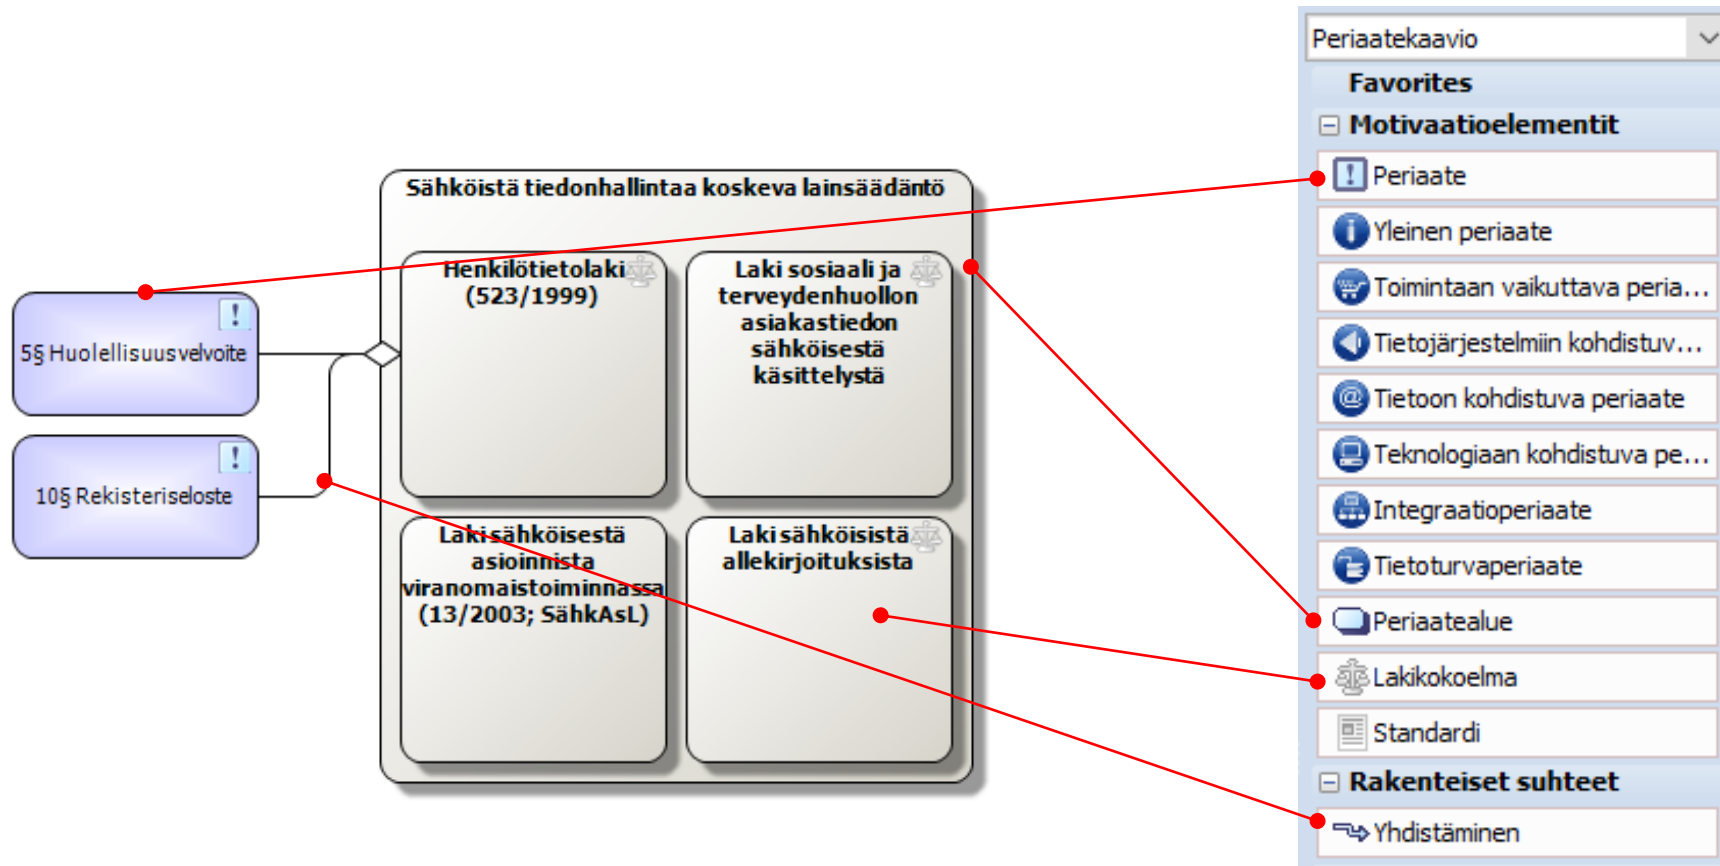 Sähköistä tiedonhallintaa koskeva lainsäädäntö
Henkilötietolaki
(523/1999)
Laki sosiaali ja
terveydenhuollon
asiakastiedon
sähköisestä
käsittelystä
5§ Huolellisuusvelvoite
10§ Rekisteriseloste
Laki sähköisestä
asioinnista
viranomaistoiminnassa
(13/2003; SähkAsL)
Laki sähköisistä
allekirjoituksista
Periaatekaavio
Favorites
Motivaatioelementit
Periaate
Yleinen periaate
Toimintaan vaikuttava peria...
Tietojärjestelmiin kohdistuv...
Tietoon kohdistuva periaate
Teknologiaan kohdistuva pe...
Integraatioperiaate
Tietoturvaperiaate
Periaatealue
Lakikokoelma
Standardi
Rakenteiset suhteet
Yhdistäminen